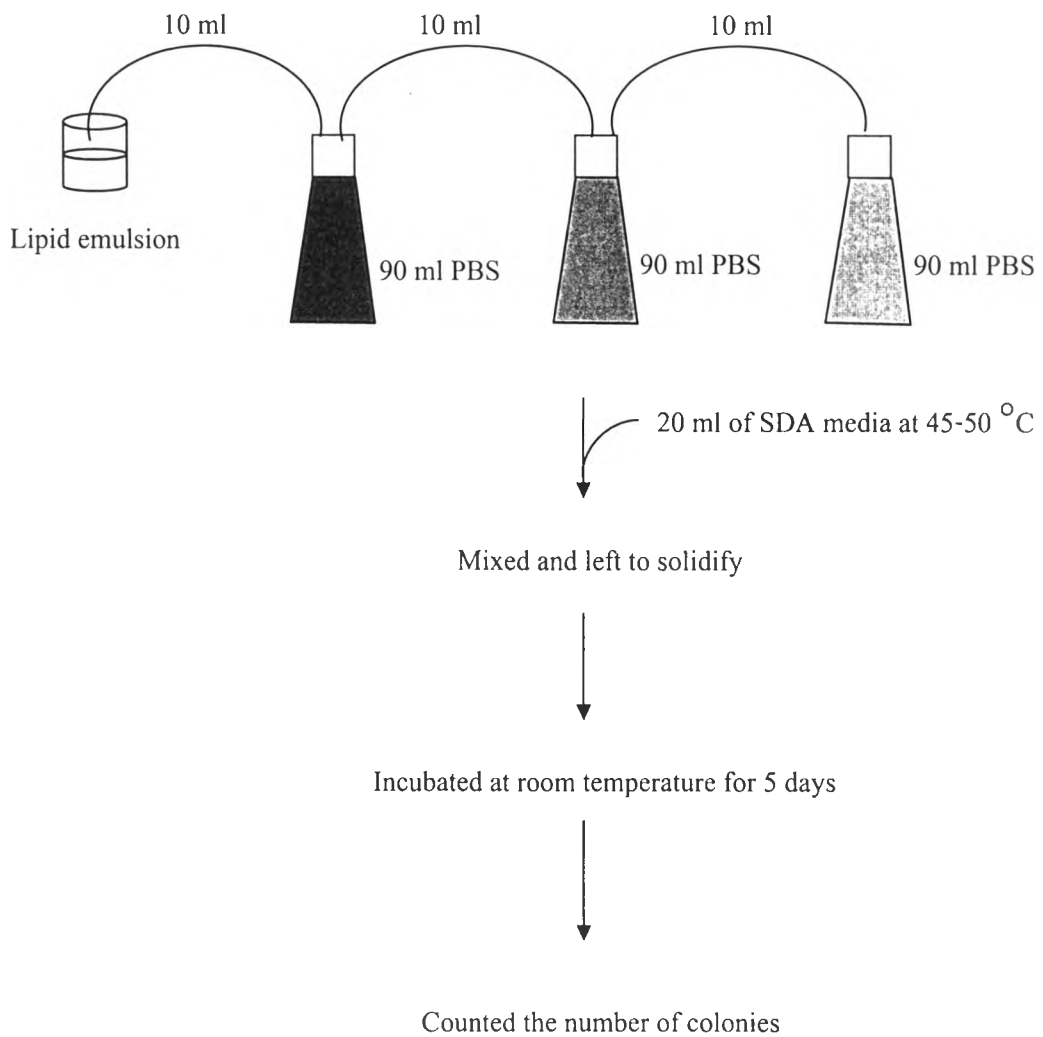 10 ml 10 ml 10 ml
Lipid emulsion
90 ml PBS 90 ml PBS 90 ml PBS
20 ml of SDA media at 45-50 °C
Mixed and left to solidify
Incubated at room temperature for 5 days
Counted the number of colonies